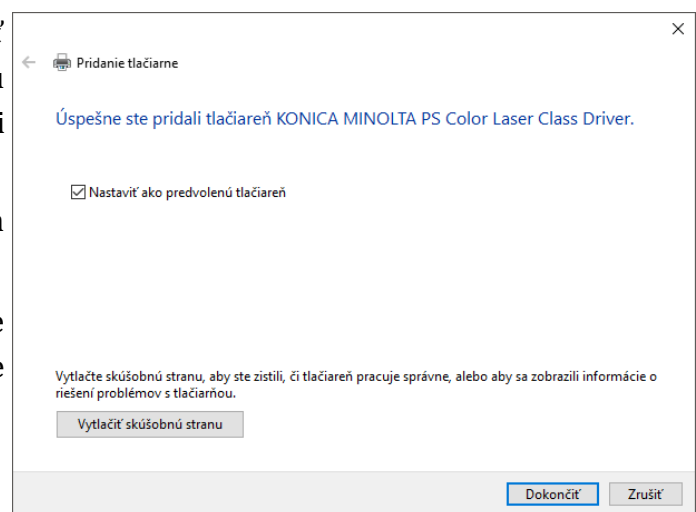 Pridanie tlačiarne
Úspešne ste pridali tlačiareň KONICA MINOLTA PS Color Laser Class Driver.
Nastaviť ako predvolenú tlačiareň
Vytlačte skúšobnú stranu, aby ste zistili, či tlačiareň pracuje správne, alebo aby sa zobrazili informácie o
riešení problémov s tlačiarňou.
Vytlačiť skúšobnú stranu
Dokončiť Zrušiť